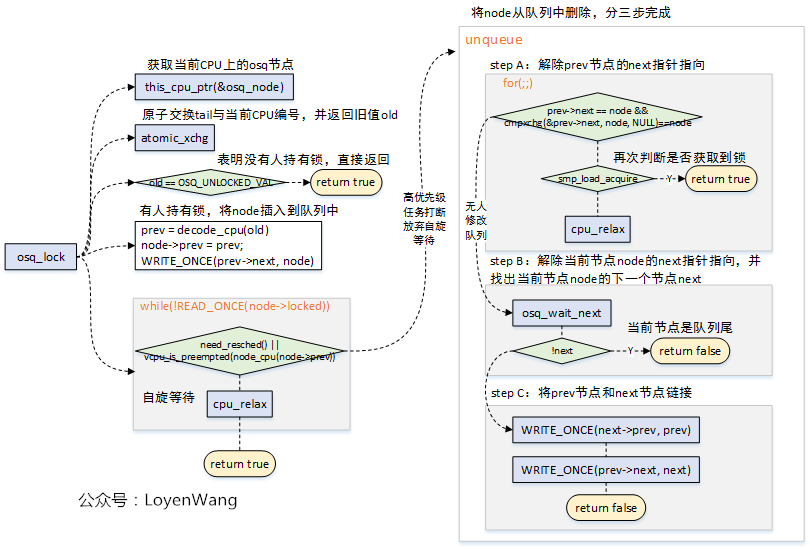 将node从队列中删除，分三步完成
unqueue
获取当前CPU上的osq节点
this_cpu_ptr(&osq_node)
原子交换tail与当前CPU编号，并返回旧值old
atomic_xchg
表明没有人持有锁，直接返回
old == OSQ_UNLOCKED_VAL
return true
有人持有锁，将node插入到队列中
prev = decode_cpu(old)
node->prev = prev;
WRITE_ONCE(prev->next, node)
osq_lock
while(!READ_ONCE(node->locked))
need_resched() ||
vcpu_is_preempted(node_cpu(node->prev))
自旋等待
cpu_relax
return true
公众号：LoyenWang
高优先级
任务打断
放弃自旋
等待
step A：解除prev节点的next指针指向
for(;;)
prev->next == node &&
cmpxchg(&prev->next, node, NULL)==node
再次判断是否获取到锁
smp_load_acquire
Y
return true
cpu_relax
无人
修改
队列
step B：解除当前节点node的next指针指向，并
找出当前节点node的下一个节点next
osq_wait_next
当前节点是队列尾
!next
Y
return false
step C：将prev节点和next节点链接
WRITE_ONCE(next->prev, prev)
WRITE_ONCE(prev->next, next)
return false